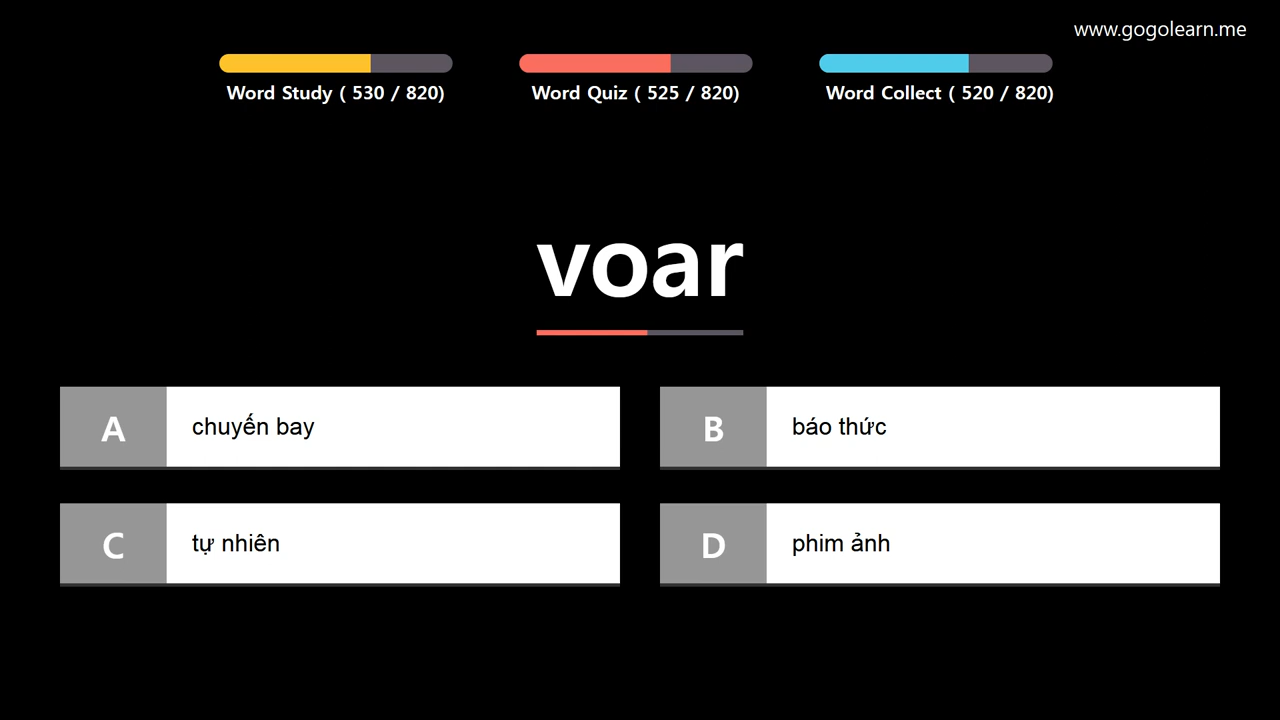 www.gogolearn.me
Word Study ( 530 / 820)
Word Quiz ( 525 / 820)
Word Collect ( 520 / 820)
voar
A chuyến bay
B báo thức
C tự nhiên
D phim ảnh